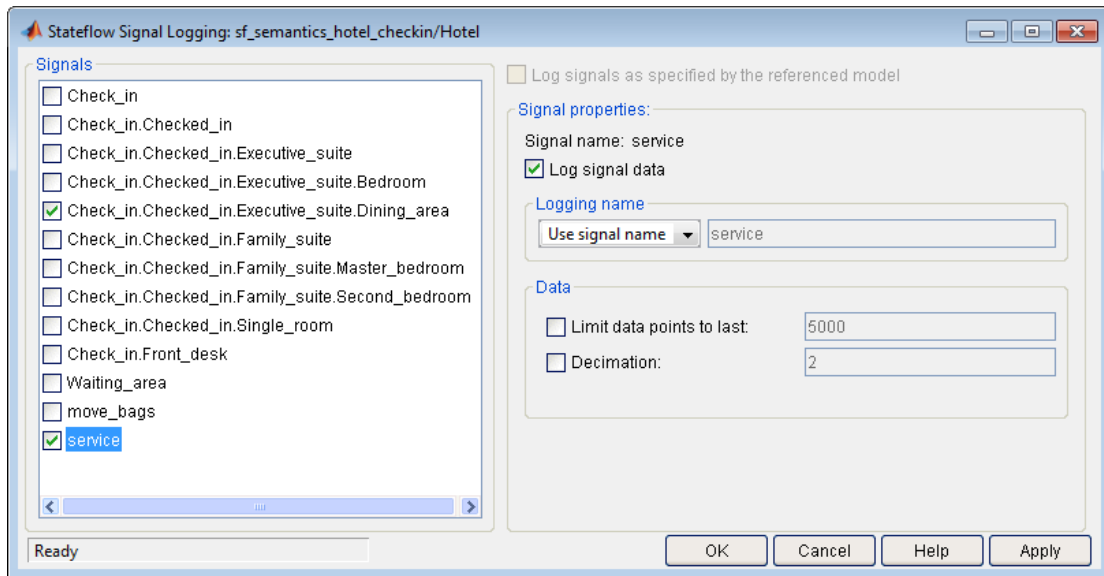 Stateflow Signal Logging: sf_semantics_hotel_checkin/Hotel
Signals
Check_in
Check_in.Checked_in
Check_in.Checked_in.Executive_suite
Check_in.Checked_in.Executive_suite.Bedroom
Check_in.Checked_in.Executive_suite.Dining_area
Check_in.Checked_in.Family_suite
Check_in.Checked_in.Family_suite.Master_bedroom
Check_in.Checked_in.Family_suite.Second_bedroom
Check_in.Checked_in.Single_room
Check_in.Front_desk
Waiting_area
move_bags
service
Log signals as specified by the referenced model
Signal properties:
Signal name: service
Log signal data
Logging name
Use signal name service
Data
Limit data points to last: 5000
Decimation: 2
Ready
OK Cancel Help Apply